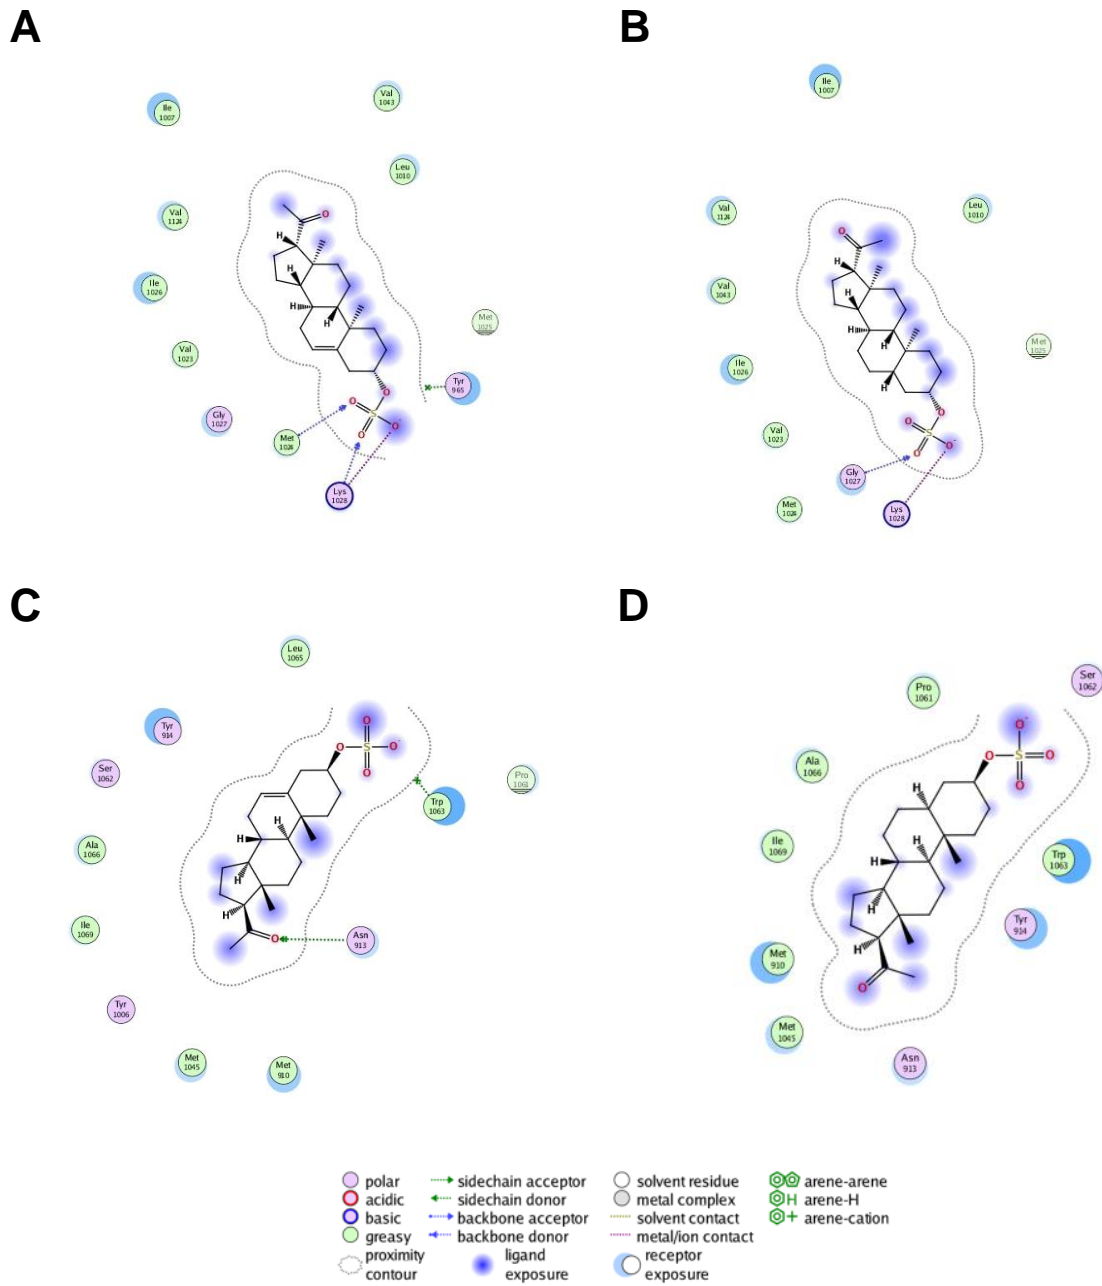 A
B
Ile
1007
Val
1043
Leu
1010
Val
1124
O
H
H
Ile
1026
H
H
Met
1025
Val
1023
Tyr
965
O
O
S
O
O-
Gly
1027
Met
1024
Lys
1028
Ile
1007
Val
1124
Leu
1010
O
H
Val
1043
H
H
H
Met
1025
Ile
1026
H
O
O
S
O-
O
Val
1023
Gly
1027
Met
1024
Lys
1028
C
D
Leu
1065
Tyr
914
O
O
S
O-
O
Ser
1062
Pro
1061
Trp
1063
H
H
Ala
1066
H
H
Ile
1069
O
Asn
913
Tyr
1006
Met
1045
Met
910
Ser
1062
Pro
1061
O-
O
S
O
O
Ala
1066
H
Ile
1069
H
H
Trp
1063
H
Tyr
914
H
Met
910
O
Met
1045
Asn
913
polar
acidic
basic
greasy
proximity
contour
sidechain acceptor
sidechain donor
backbone acceptor
backbone donor
ligand
exposure
solvent residue
metal complex
solvent contact
metal/ion contact
receptor
exposure
arene-arene
H arene-H
+ arene-cation